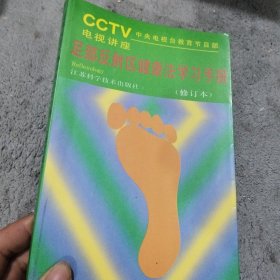 CCTV 中央电视台教育节目部
电视讲座
足部反射区健康法学习手册
Reflexology
江苏科学技术出版社
(修订本)